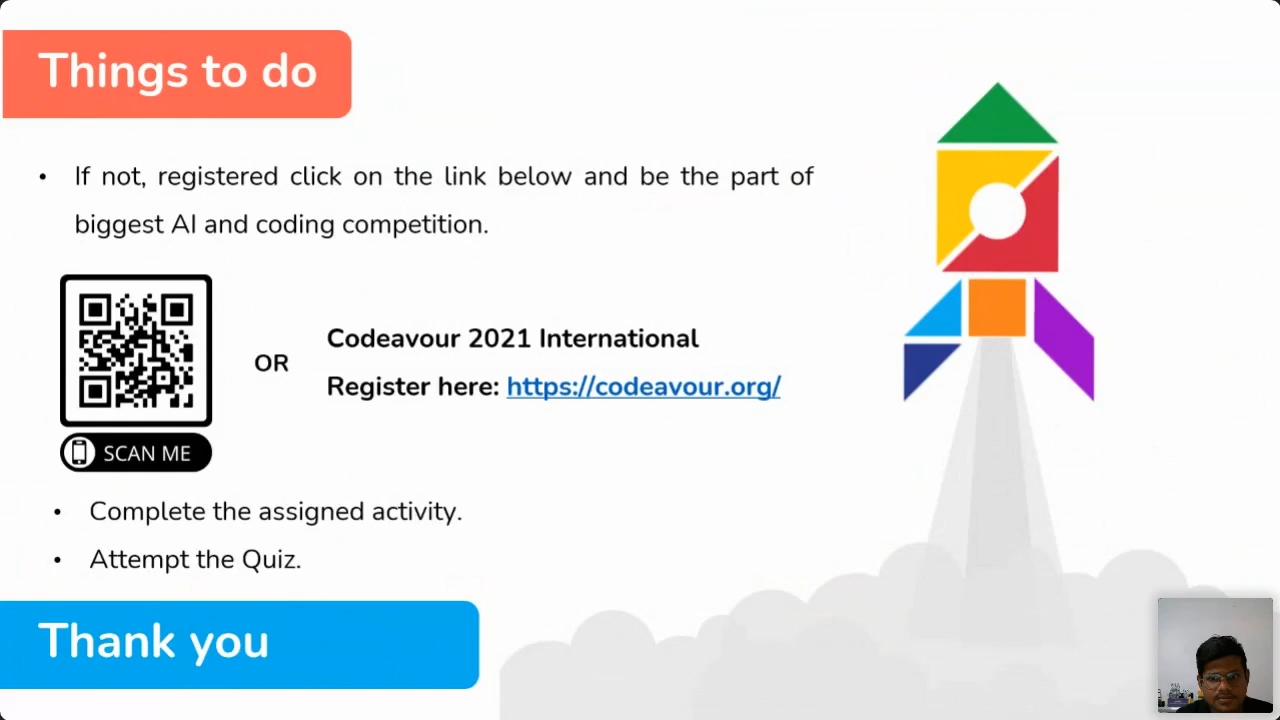 Things to do
• If not, registered click on the link below and be the part of
biggest AI and coding competition.
SCAN ME
OR
Codeavour 2021 International
Register here: https://codeavour.org/
• Complete the assigned activity.
• Attempt the Quiz.
Thank you